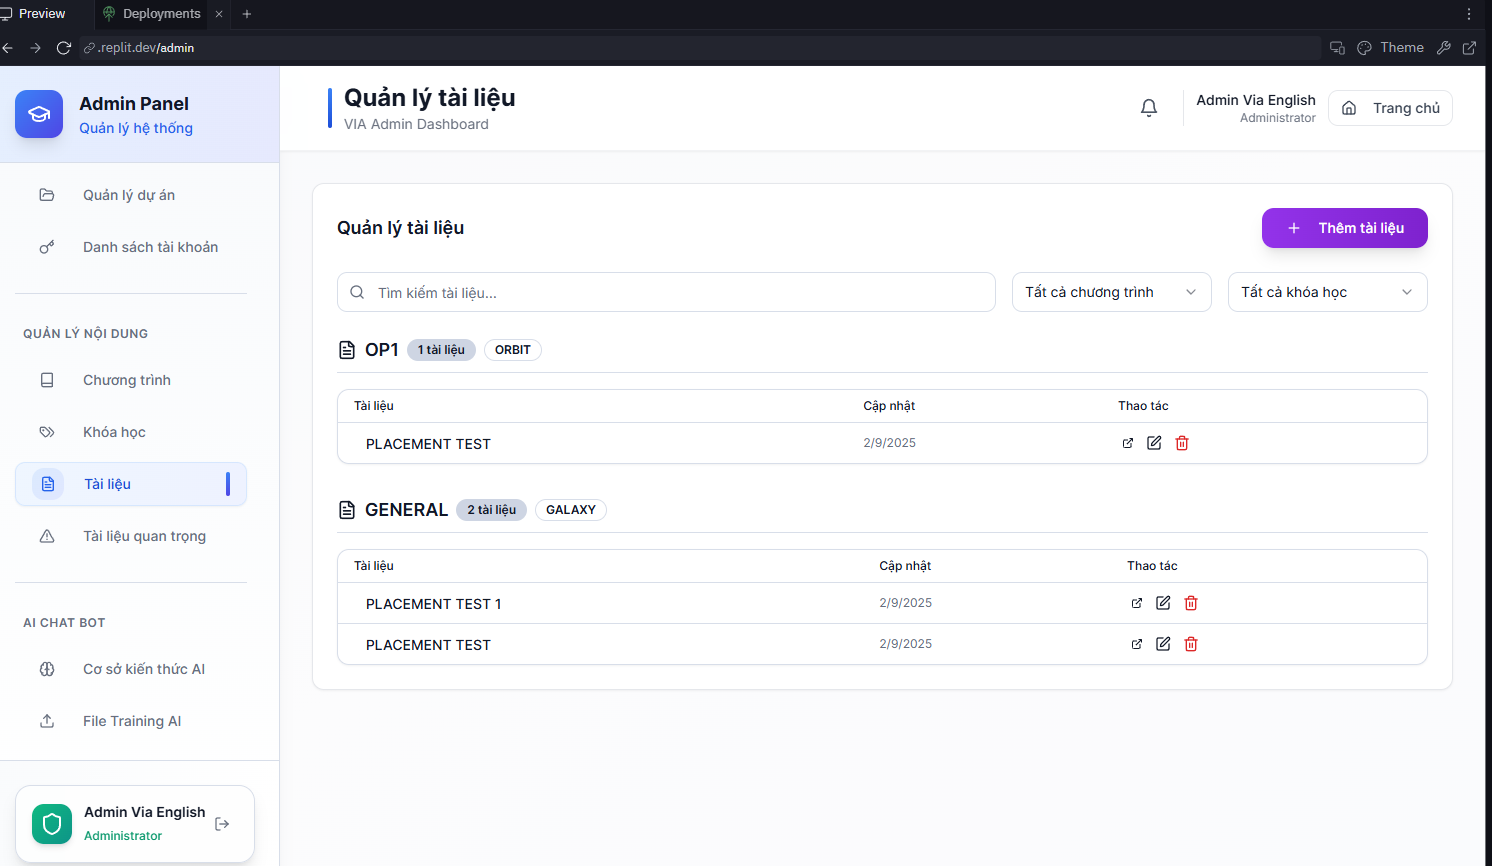 Preview
Deployments
.replit.dev/admin
Theme
Admin Panel
Quản lý hệ thống
Quản lý dự án
Danh sách tài khoản
QUẢN LÝ NỘI DUNG
Chương trình
Khóa học
Tài liệu
Tài liệu quan trọng
AI CHAT BOT
Cơ sở kiến thức AI
File Training AI
Admin Via English
Administrator
Quản lý tài liệu
VIA Admin Dashboard
Admin Via English
Administrator
Trang chủ
Quản lý tài liệu
Thêm tài liệu
Tìm kiếm tài liệu...
Tất cả chương trình
Tất cả khóa học
OP1 1 tài liệu ORBIT
Tài liệu Cập nhật Thao tác
PLACEMENT TEST 2/9/2025
GENERAL 2 tài liệu GALAXY
Tài liệu Cập nhật Thao tác
PLACEMENT TEST 1 2/9/2025
PLACEMENT TEST 2/9/2025